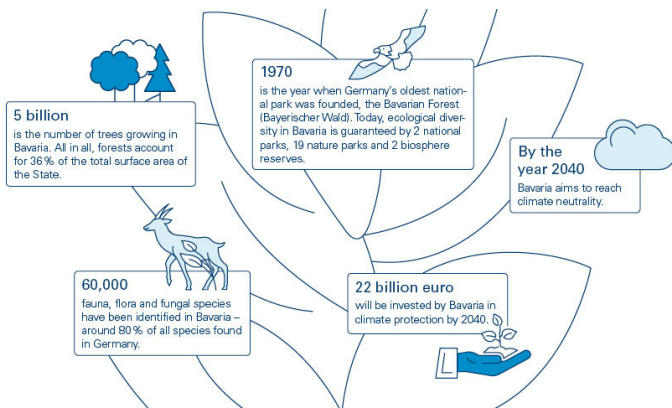 5 billion
is the number of trees growing in
Bavaria. All in all, forests account
for 36 % of the total surface area of
the State.
1970
is the year when Germany's oldest nation-
al park was founded, the Bavarian Forest
(Bayerischer Wald). Today, ecological diver-
sity in Bavaria is guaranteed by 2 national
parks, 19 nature parks and 2 biosphere
reserves.
By the
year 2040
Bavaria aims to reach
climate neutrality.
60,000
fauna, flora and fungal species
have been identified in Bavaria –
around 80 % of all species found
in Germany.
22 billion euro
will be invested by Bavaria in
climate protection by 2040.